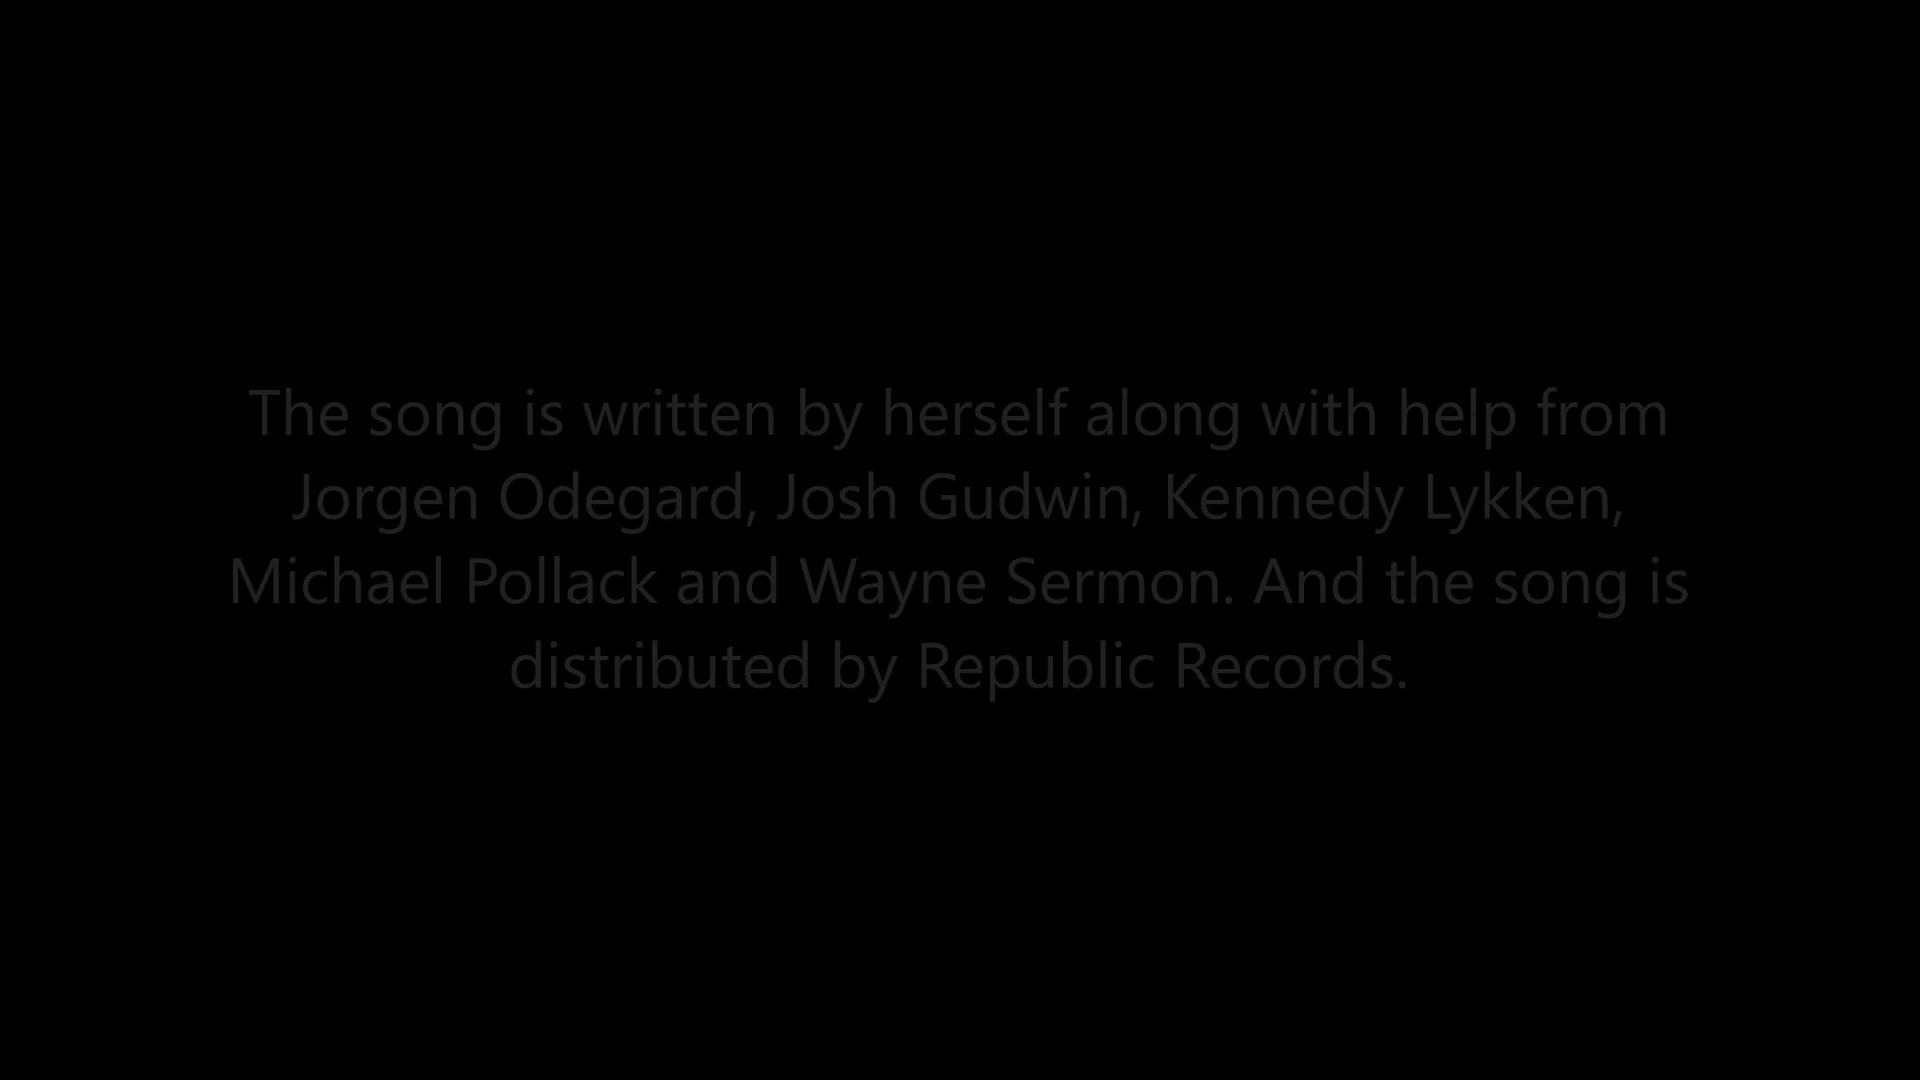 The song is written by herself along with help from
Jorgen Odegard, Josh Gudwin, Kennedy Lykken,
Michael Pollack and Wayne Sermon. And the song is
distributed by Republic Records.